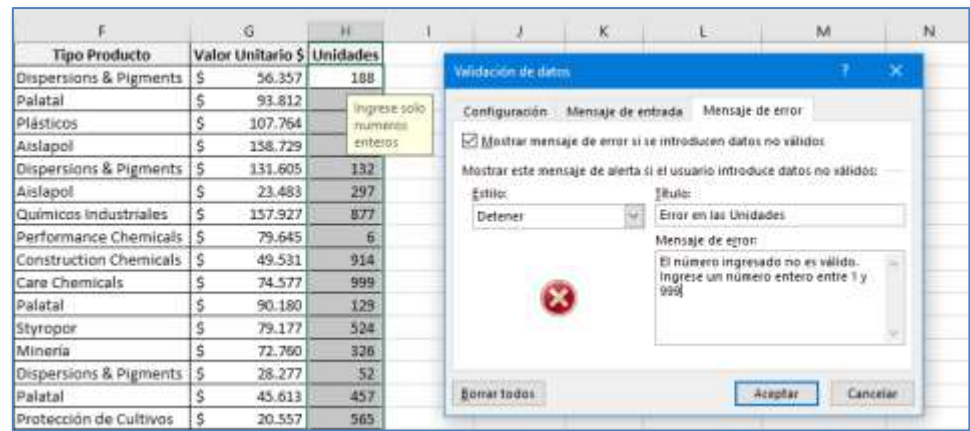 F G H I J K L M N
Tipo Producto Valor Unitario $ Unidades
Dispersions & Pigments $ 56.357 188
Palatal $ 93.812
Plásticos $ 107.764
Aislapol $ 158.729
Dispersions & Pigments $ 131.605 132
Aislapol $ 23.483 297
Químicos Industriales $ 157.927 877
Performance Chemicals $ 79.645 6
Construction Chemicals $ 49.531 914
Care Chemicals $ 74.577 999
Palatal $ 90.180 129
Styropor $ 79.177 524
Minería $ 72.760 326
Dispersions & Pigments $ 28.277 52
Palatal $ 45.613 457
Protección de Cultivos $ 20.557 565
Ingrese solo
numeros
enteros
Validación de datos ? ×
Configuración Mensaje de entrada Mensaje de error
Mostrar mensaje de error si se introducen datos no válidos
Mostrar este mensaje de alerta si el usuario introduce datos no válidos:
Estilo: Título:
Detener Error en las Unidades
Mensaje de error:
El número ingresado no es válido.
Ingrese un número entero entre 1 y
999
Borrar todos Aceptar Cancelar